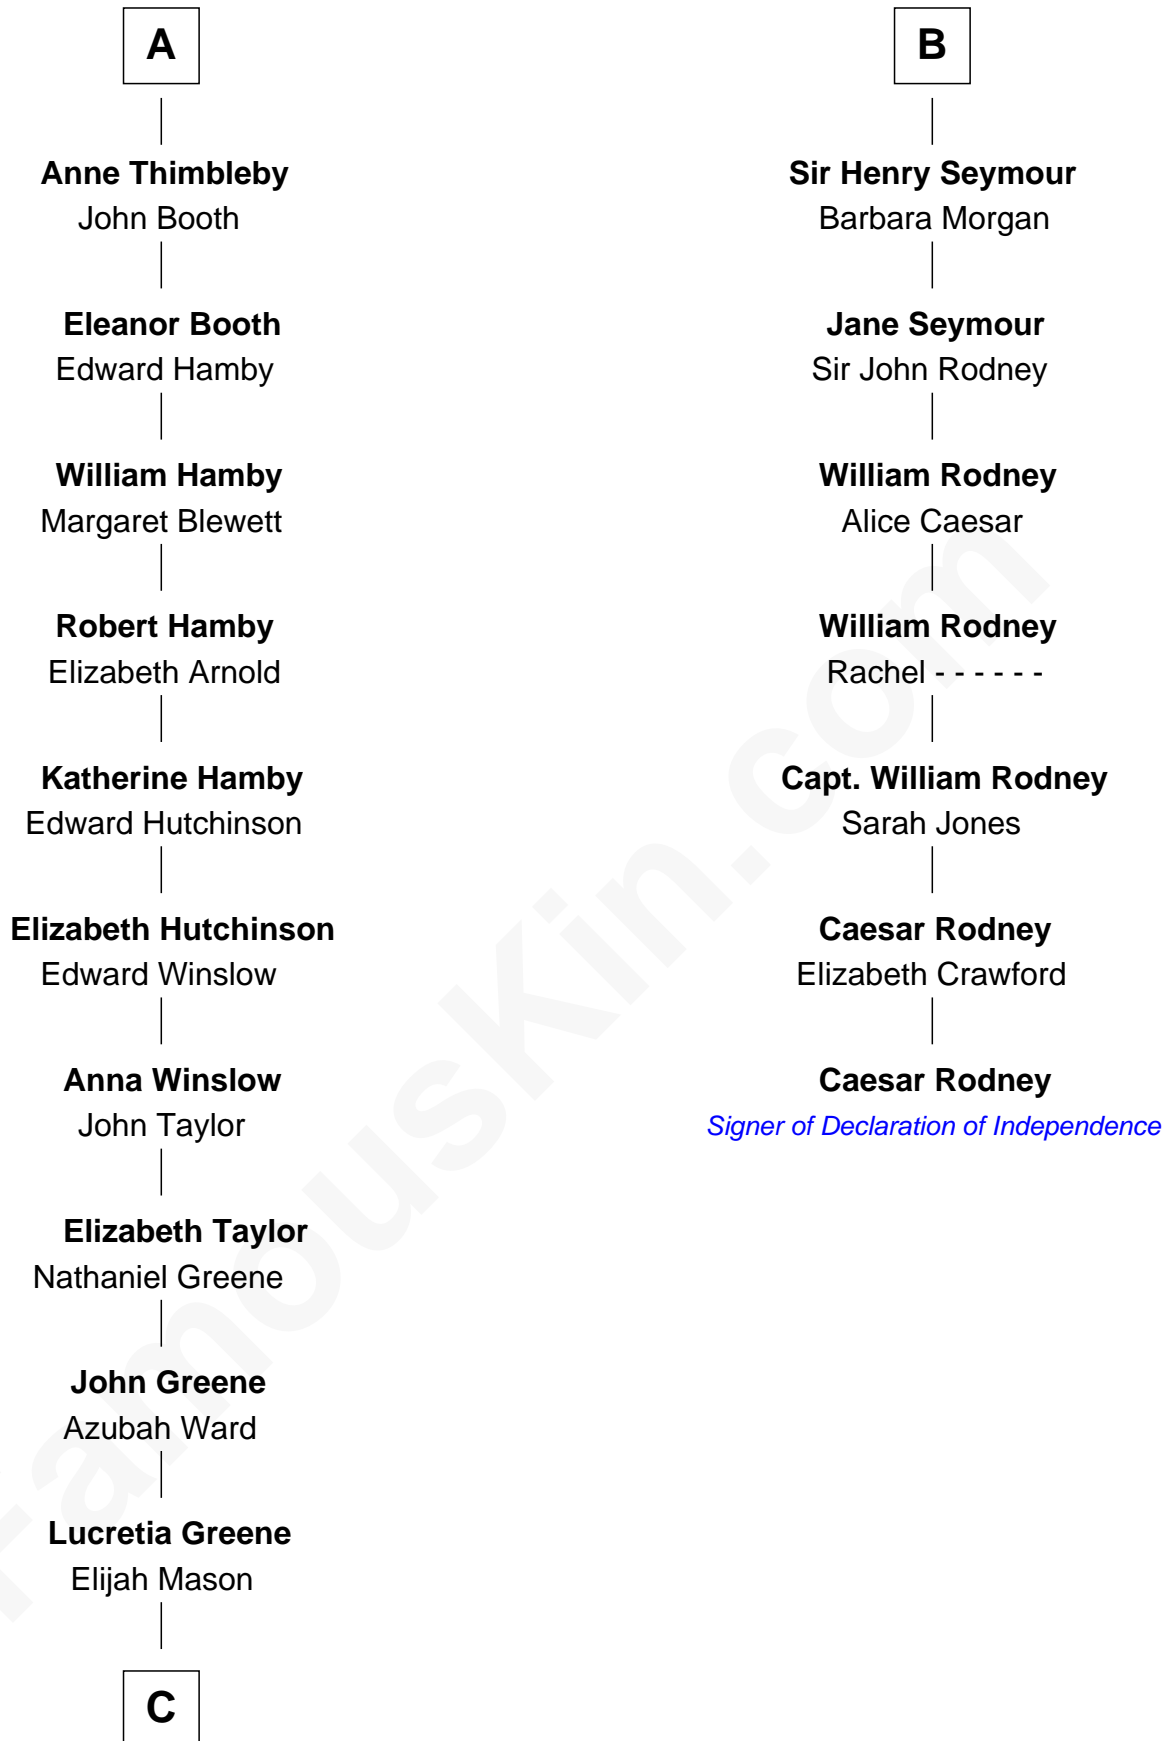 A
Anne Thimbleby
John Booth
Eleanor Booth
Edward Hamby
William Hamby
Margaret Blewett
Robert Hamby
Elizabeth Arnold
Katherine Hamby
Edward Hutchinson
Elizabeth Hutchinson
Edward Winslow
Anna Winslow
John Taylor
Elizabeth Taylor
Nathaniel Greene
John Greene
Azubah Ward
Lucretia Greene
Elijah Mason
C
B
Sir Henry Seymour
Barbara Morgan
Jane Seymour
Sir John Rodney
William Rodney
Alice Caesar
William Rodney
Rachel - - - - - -
Capt. William Rodney
Sarah Jones
Caesar Rodney
Elizabeth Crawford
Caesar Rodney
Signer of Declaration of Independence
FamousKin.com